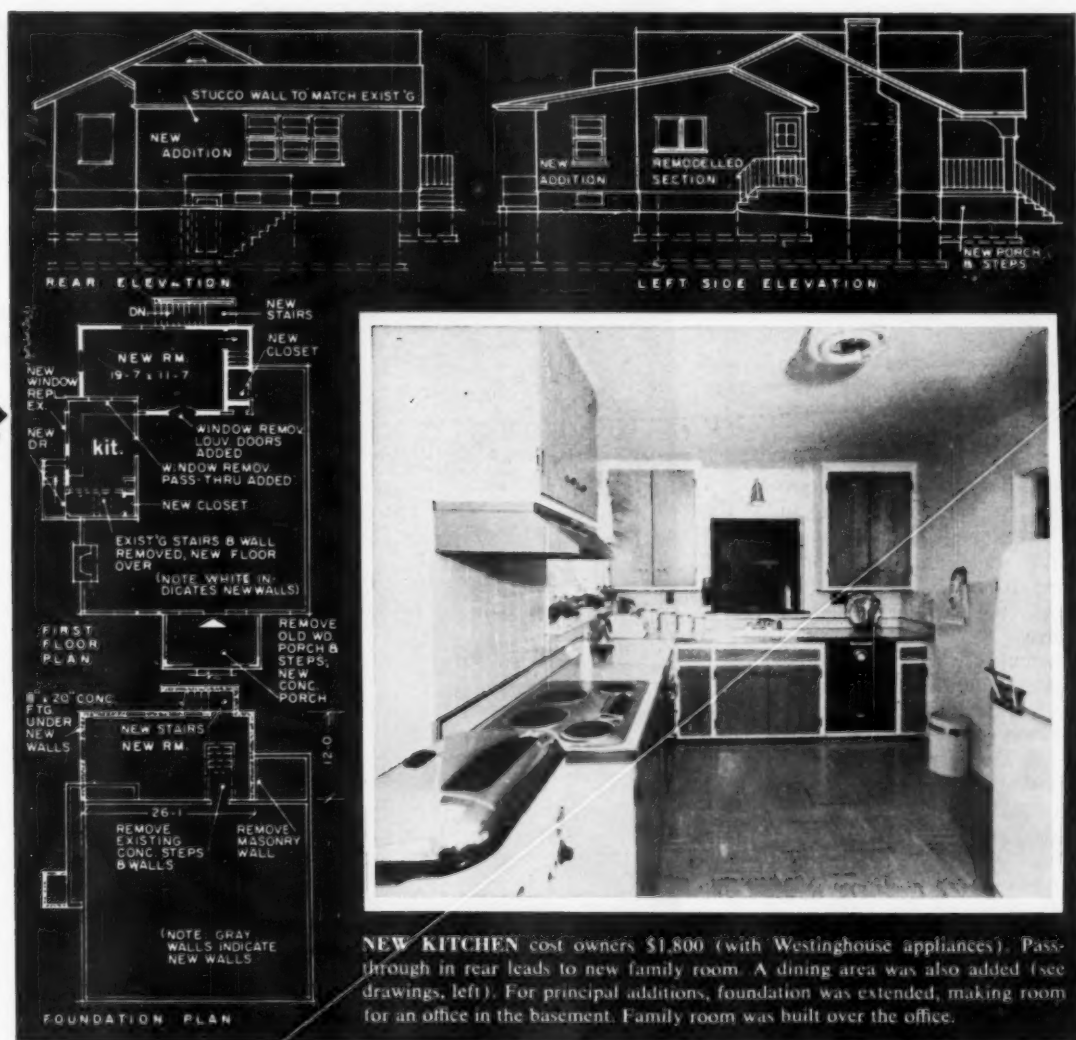 STUCCO WALL TO MATCH EXIST'G
NEW
ADDITION
REAR ELEVATION
NEW
ADDITION
REMODELLED
SECTION
NEW PORCH
& STEPS
LEFT SIDE ELEVATION
DN.
NEW
STAIRS
NEW
CLOSET
NEW RM.
19-7 x 11-7
NEW
WINDOW
REPL.
EX.
NEW
DR
kit.
WINDOW REMOV.
LOUV. DOORS
ADDED
WINDOW REMOV.
PASS-THRU ADDED
NEW CLOSET
EXIST'G STAIRS & WALL
REMOVED, NEW FLOOR
OVER
(NOTE: WHITE IN-
DICATES NEW WALLS)
FIRST
FLOOR
PLAN
REMOVE
OLD WD.
PORCH &
STEPS;
NEW
CONC.
PORCH
8" x 20" CONC.
FTG.
UNDER
NEW
WALLS
NEW STAIRS
NEW RM.
12-0
26-1
REMOVE
EXISTING
CONC. STEPS
& WALLS
REMOVE
MASONRY
WALL
(NOTE: GRAY
WALLS INDICATE
NEW WALLS
FOUNDATION PLAN
NEW KITCHEN cost owners $1,800 (with Westinghouse appliances). Pass-
through in rear leads to new family room. A dining area was also added (see
drawings, left). For principal additions, foundation was extended, making room
for an office in the basement. Family room was built over the office.